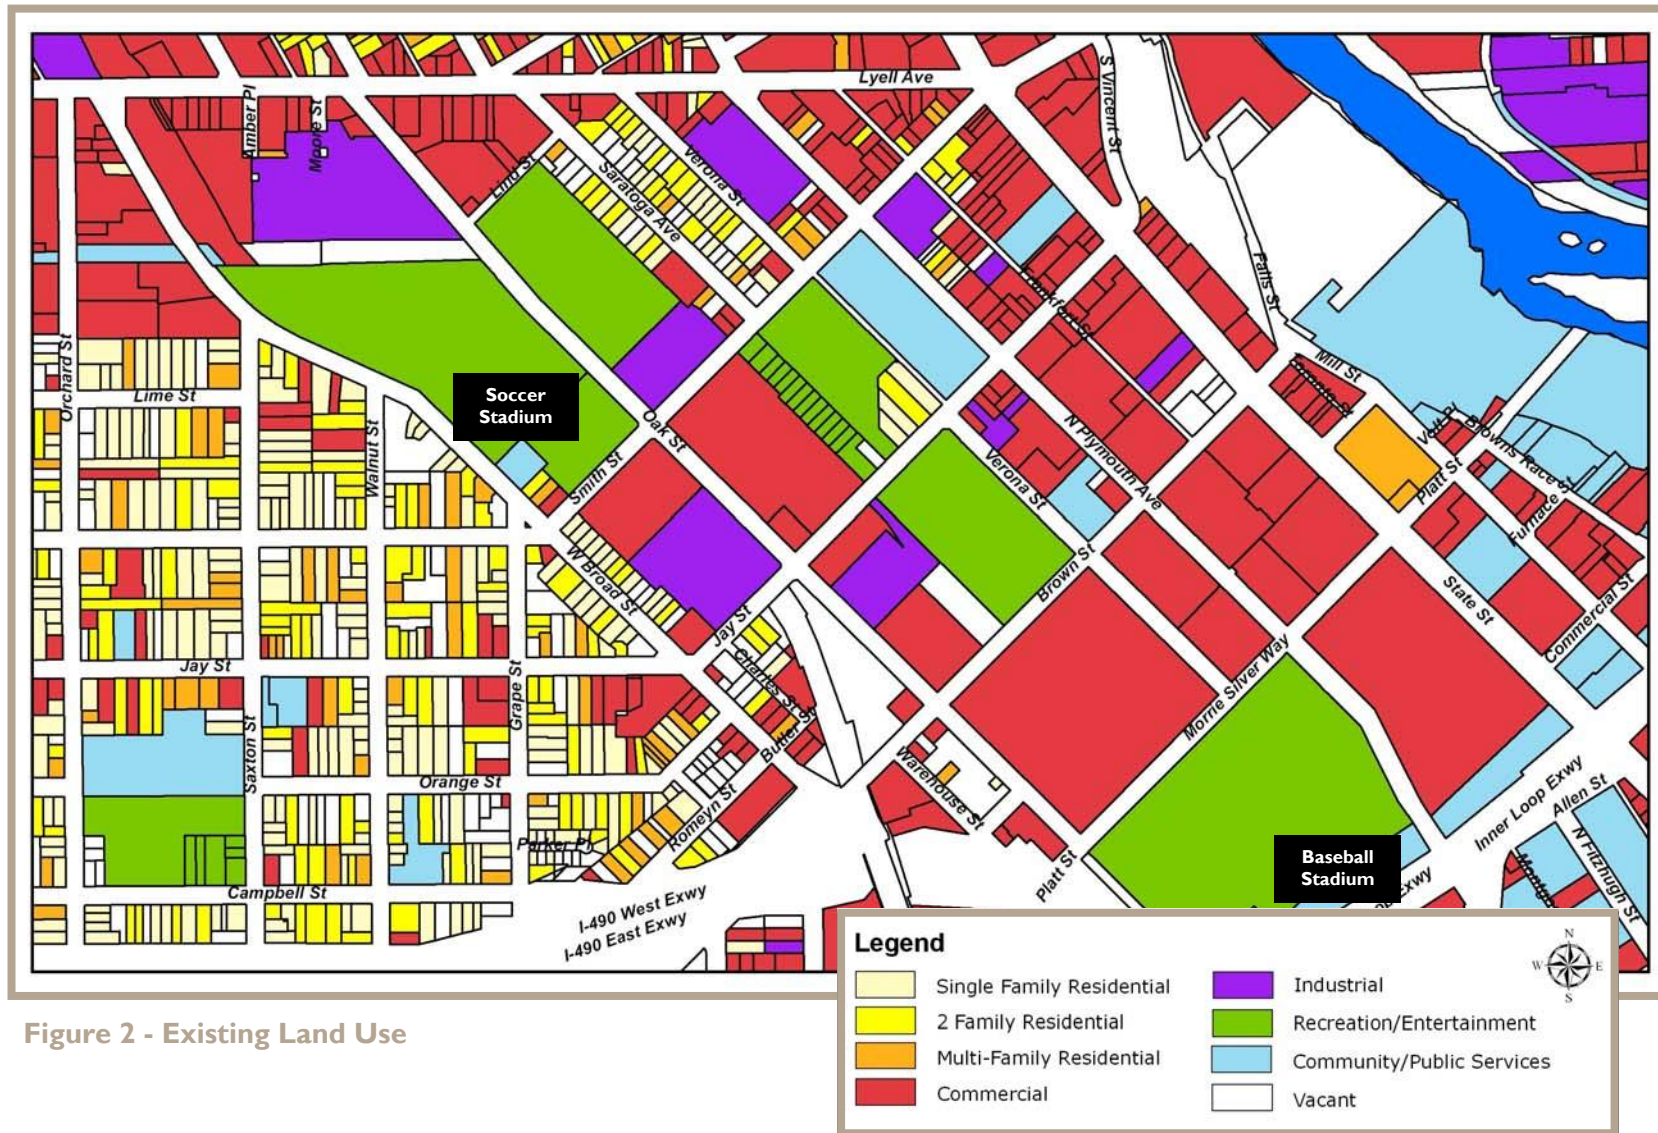 Lyell Ave
Amber Pl
Moore St
S Vincent St
Lind St
Verona St
Saratoga Ave
Falls St
Frankfort St
Orchard St
Lime St
Soccer
Stadium
Oak St
Smith St
Walnut St
Mill St
Vert Pl
Browns Race St
Platt St
Furnace
N Plymouth Ave
Verona St
Brown St
W Broad St
State St
Commercial St
Jay St
Jay St
Charles St
Grape St
Saxton St
Butler
Morrie Silver Way
Orange St
Warehouse St
Romeyn St
Parker Pl
Inner Loop Exwy
Allen St
N Fitzhugh St
Platt St
Baseball
Stadium
Exwy
Campbell St
I-490 West Exwy
I-490 East Exwy
Legend
N
W
E
S
Single Family Residential
2 Family Residential
Multi-Family Residential
Commercial
Industrial
Recreation/Entertainment
Community/Public Services
Vacant
Figure 2 - Existing Land Use